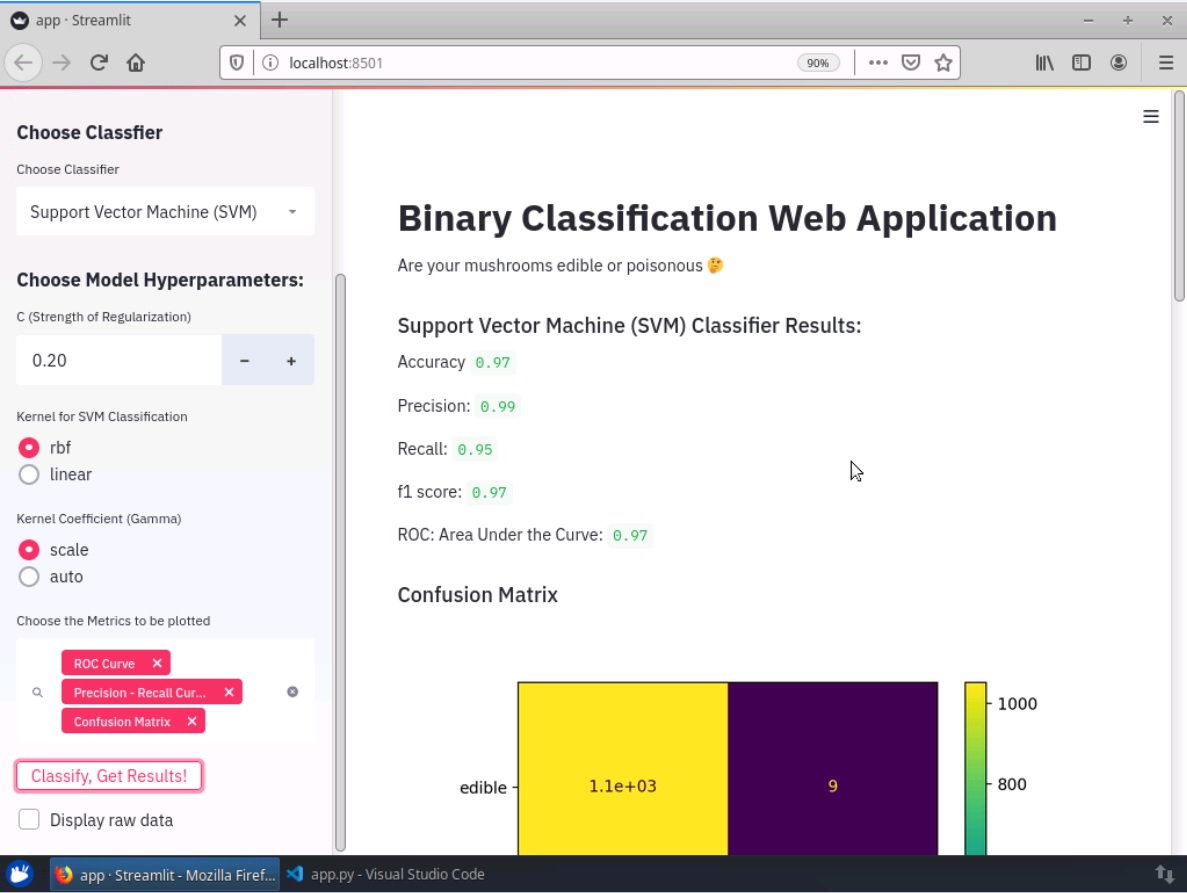 app · Streamlit
localhost:8501
90%
Choose Classfier
Choose Classifier
Support Vector Machine (SVM)
Choose Model Hyperparameters:
C (Strength of Regularization)
0.20
Kernel for SVM Classification
rbf
linear
Kernel Coefficient (Gamma)
scale
auto
Choose the Metrics to be plotted
ROC Curve
Precision - Recall Cur...
Confusion Matrix
Classify, Get Results!
Display raw data
Binary Classification Web Application
Are your mushrooms edible or poisonous 🤔
Support Vector Machine (SVM) Classifier Results:
Accuracy 0.97
Precision: 0.99
Recall: 0.95
f1 score: 0.97
ROC: Area Under the Curve: 0.97
Confusion Matrix
1000
edible
1.1e+03
9
800
app · Streamlit - Mozilla Firef...
app.py - Visual Studio Code